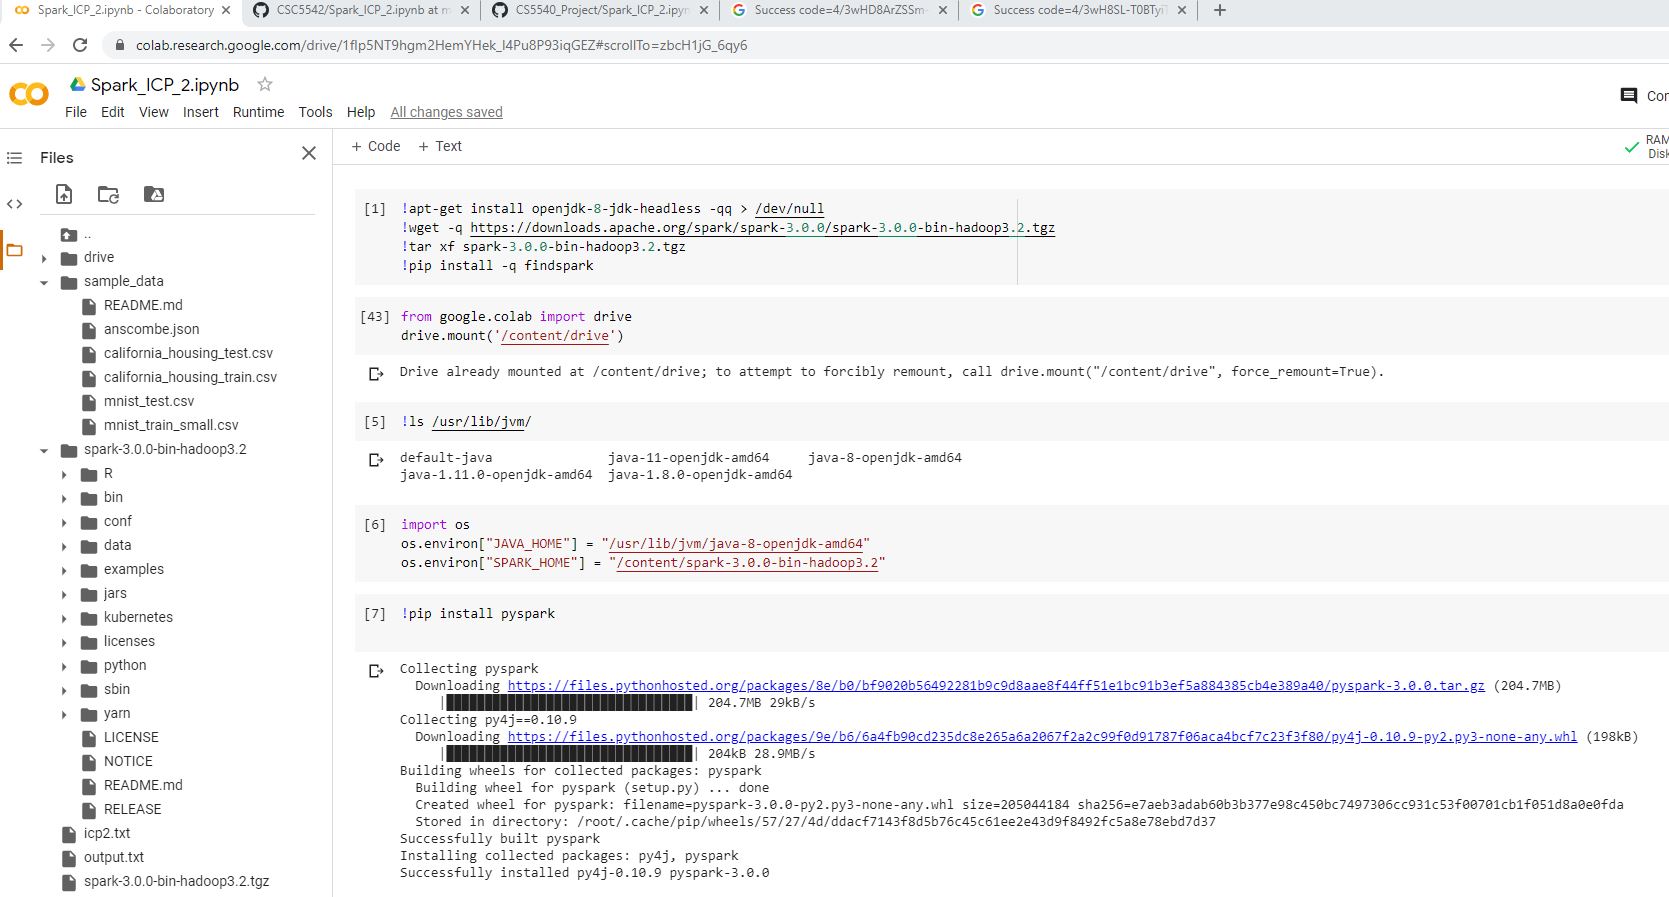 Spark_ICP_2.ipynb - Colaboratory
CSC5542/Spark_ICP_2.ipynb at m
CS5540_Project/Spark_ICP_2.ipyn
Success code=4/3wHD8ArZSSm-
Success code=4/3wH8SL-T0BTyiT
colab.research.google.com/drive/1flp5NT9hgm2HemYHek_I4Pu8P93iqGEZ#scrollTo=zbcH1jG_6qy6
Spark_ICP_2.ipynb
File Edit View Insert Runtime Tools Help All changes saved
Files
+ Code + Text
RAM
Disk
..
drive
sample_data
README.md
anscombe.json
california_housing_test.csv
california_housing_train.csv
mnist_test.csv
mnist_train_small.csv
spark-3.0.0-bin-hadoop3.2
R
bin
conf
data
examples
jars
kubernetes
licenses
python
sbin
yarn
LICENSE
NOTICE
README.md
RELEASE
icp2.txt
output.txt
spark-3.0.0-bin-hadoop3.2.tgz
[1] !apt-get install openjdk-8-jdk-headless -qq > /dev/null
!wget -q https://downloads.apache.org/spark/spark-3.0.0/spark-3.0.0-bin-hadoop3.2.tgz
!tar xf spark-3.0.0-bin-hadoop3.2.tgz
!pip install -q findspark
[43] from google.colab import drive
drive.mount('/content/drive')
Drive already mounted at /content/drive; to attempt to forcibly remount, call drive.mount("/content/drive", force_remount=True).
[5] !ls /usr/lib/jvm/
default-java java-11-openjdk-amd64 java-8-openjdk-amd64
java-1.11.0-openjdk-amd64 java-1.8.0-openjdk-amd64
[6] import os
os.environ["JAVA_HOME"] = "/usr/lib/jvm/java-8-openjdk-amd64"
os.environ["SPARK_HOME"] = "/content/spark-3.0.0-bin-hadoop3.2"
[7] !pip install pyspark
Collecting pyspark
Downloading https://files.pythonhosted.org/packages/8e/b0/bf9020b56492281b9c9d8aae8f44ff51e1bc91b3ef5a884385cb4e389a40/pyspark-3.0.0.tar.gz (204.7MB)
204.7MB 29kB/s
Collecting py4j==0.10.9
Downloading https://files.pythonhosted.org/packages/9e/b6/6a4fb90cd235dc8e265a6a2067f2a2c99f0d91787f06aca4bcf7c23f3f80/py4j-0.10.9-py2.py3-none-any.whl (198kB)
204kB 28.9MB/s
Building wheels for collected packages: pyspark
Building wheel for pyspark (setup.py) ... done
Created wheel for pyspark: filename=pyspark-3.0.0-py2.py3-none-any.whl size=205044184 sha256=e7aeb3adab60b3b377e98c450bc7497306cc931c53f00701cb1f051d8a0e0fda
Stored in directory: /root/.cache/pip/wheels/57/27/4d/ddacf7143f8d5b76c45c61ee2e43d9f8492fc5a8e78ebd7d37
Successfully built pyspark
Installing collected packages: py4j, pyspark
Successfully installed py4j-0.10.9 pyspark-3.0.0